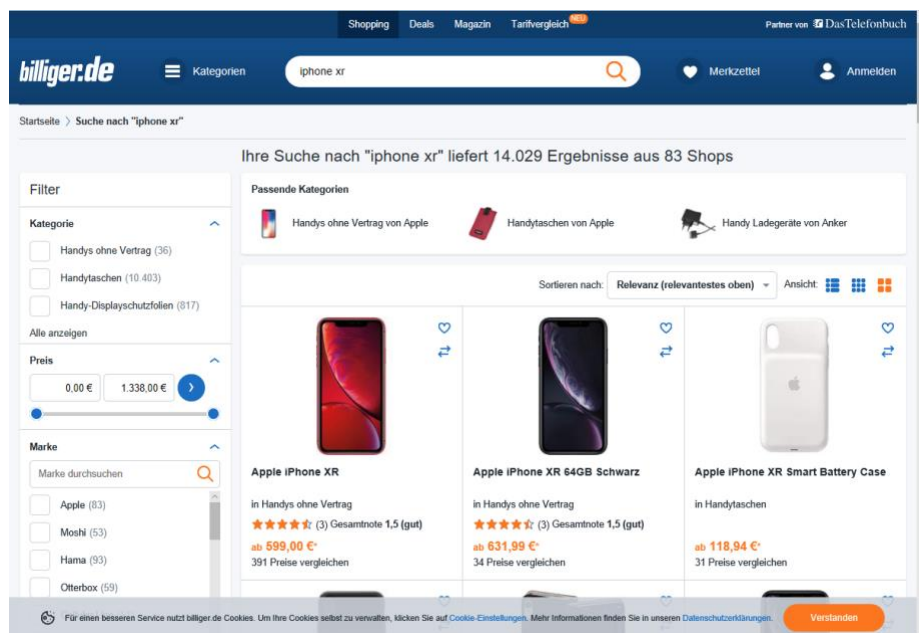 Shopping Deals Magazin Tarifvergleich NEU Partner von DasTelefonbuch
billiger.de Kategorien iphone xr Merkzettel Anmelden
Startseite > Suche nach "iphone xr"
Ihre Suche nach "iphone xr" liefert 14.029 Ergebnisse aus 83 Shops
Filter
Kategorie
Handys ohne Vertrag (36)
Handytaschen (10.403)
Handy-Displayschutzfolien (817)
Alle anzeigen
Preis
0,00 € 1.338,00 €
Marke
Marke durchsuchen
Apple (83)
Moshi (53)
Hama (93)
Otterbox (59)
Passende Kategorien
Handys ohne Vertrag von Apple Handytaschen von Apple Handy Ladegeräte von Anker
Sortieren nach: Relevanz (relevantestes oben) Ansicht:
Apple iPhone XR
in Handys ohne Vertrag
(3) Gesamtnote 1,5 (gut)
ab 599,00 €*
391 Preise vergleichen
Apple iPhone XR 64GB Schwarz
in Handys ohne Vertrag
(3) Gesamtnote 1,5 (gut)
ab 631,99 €*
34 Preise vergleichen
Apple iPhone XR Smart Battery Case
in Handytaschen
ab 118,94 €*
31 Preise vergleichen
Für einen besseren Service nutzt billiger.de Cookies. Um Ihre Cookies selbst zu verwalten, klicken Sie auf Cookie-Einstellungen. Mehr Informationen finden Sie in unseren Datenschutzerklärungen. Verstanden